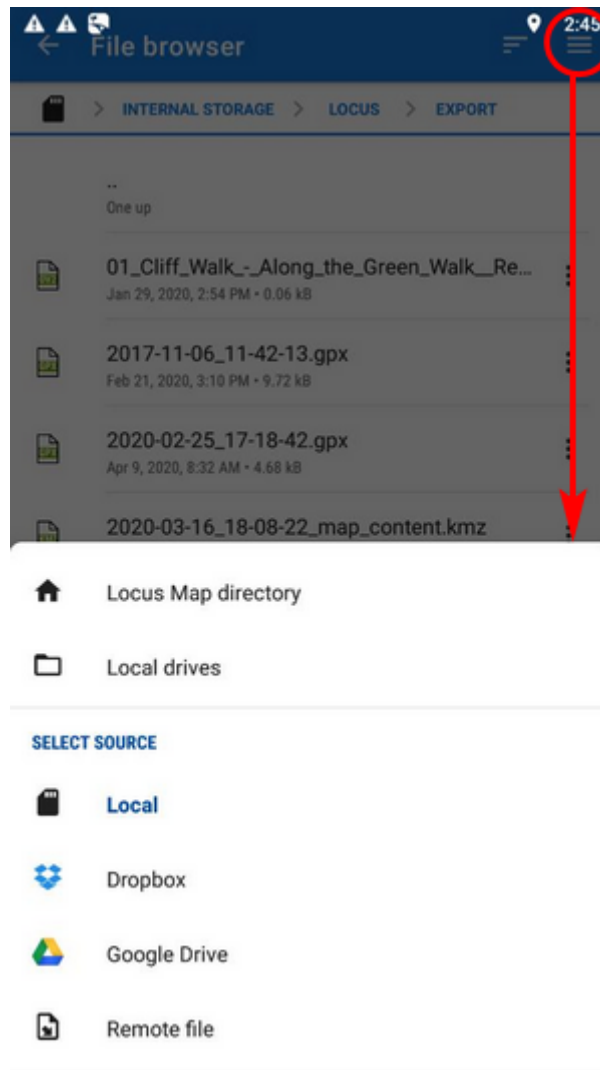 2:45
File browser
> INTERNAL STORAGE > LOCUS > EXPORT
..
One up
01_Cliff_Walk_-_Along_the_Green_Walk__Re...
Jan 29, 2020, 2:54 PM • 0.06 kB
2017-11-06_11-42-13.gpx
Feb 21, 2020, 3:10 PM • 9.72 kB
2020-02-25_17-18-42.gpx
Apr 9, 2020, 8:32 AM • 4.68 kB
2020-03-16_18-08-22_map_content.kmz
Locus Map directory
Local drives
SELECT SOURCE
Local
Dropbox
Google Drive
Remote file